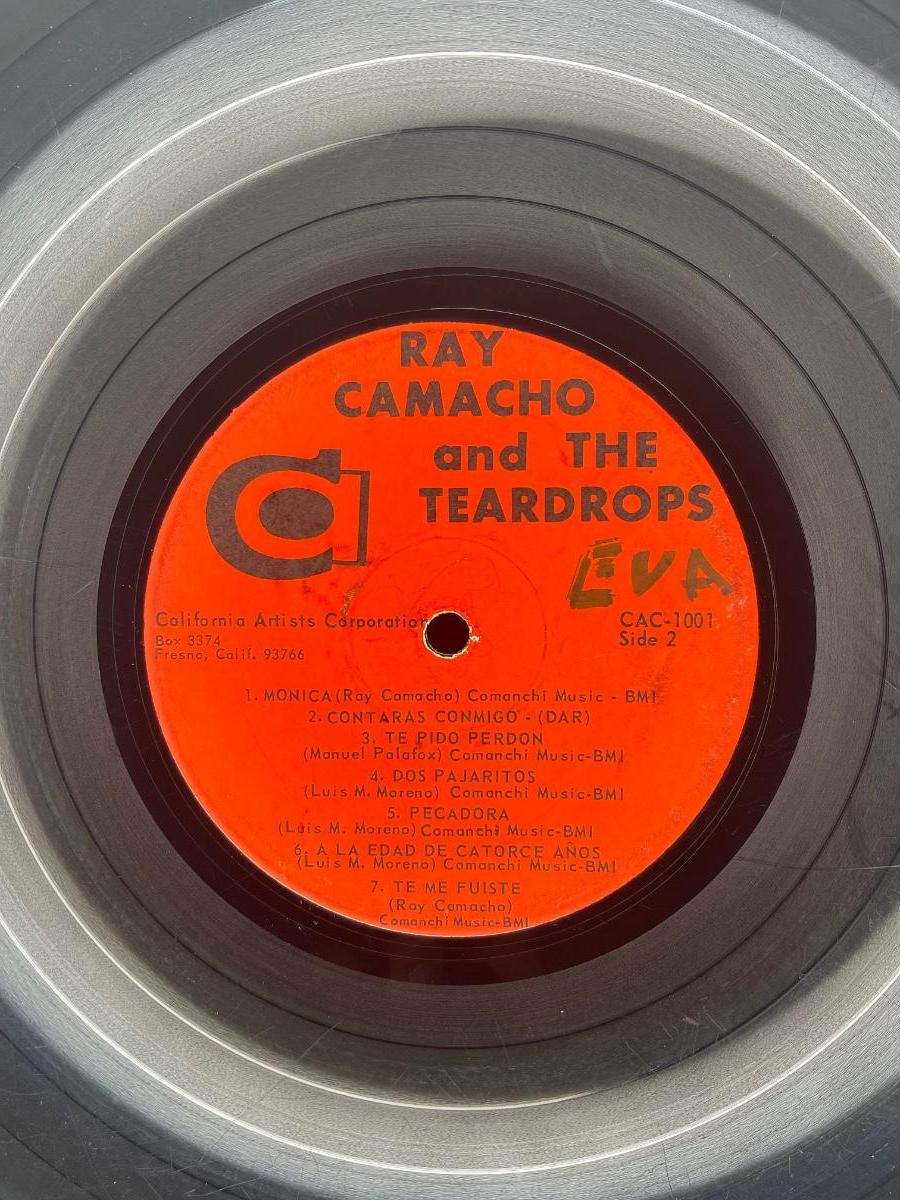 RAY
CAMACHO
and THE
TEARDROPS
EVA
California Artists Corporation
Box 3374
Fresno, Calif. 93766
CAC-1001
Side 2
1. MONICA (Ray Camacho) Comanchi Music - BMI
2. CONTARAS CONMIGO - (DAR)
3. TE PIDO PERDON
(Manuel Palafox) Comanchi Music-BMI
4. DOS PAJARITOS
(Luis M. Moreno) Comanchi Music-BMI
5. PECADORA
(Luis M. Moreno) Comanchi Music-BMI
6. A LA EDAD DE CATORCE AÑOS
(Luis M. Moreno) Comanchi Music-BMI
7. TE ME FUISTE
(Ray Camacho)
Comanchi Music-BMI